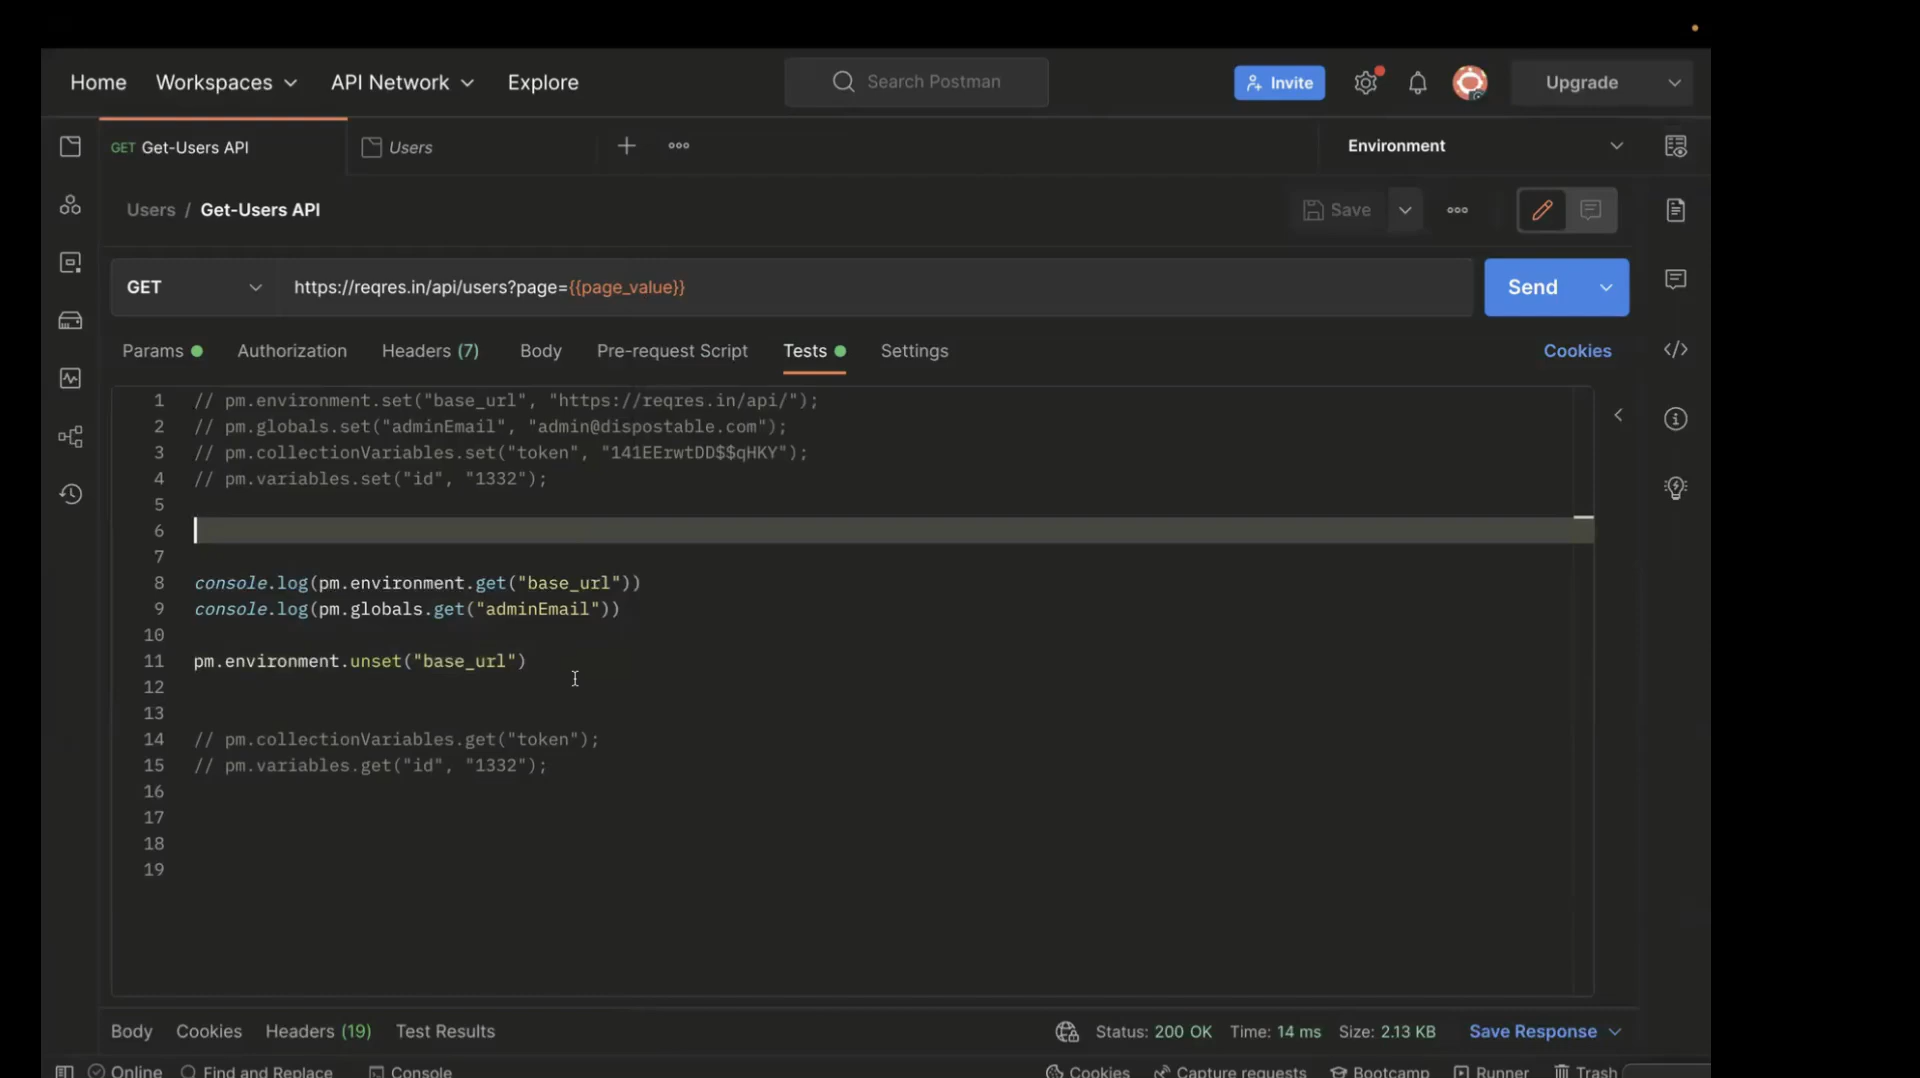 Home Workspaces API Network Explore Search Postman Invite Upgrade
GET Get-Users API Users Environment
Users / Get-Users API Save
GET https://reqres.in/api/users?page={{page_value}} Send
Params Authorization Headers (7) Body Pre-request Script Tests Settings Cookies
1 // pm.environment.set("base_url", "https://reqres.in/api/");
2 // pm.globals.set("adminEmail", "admin@dispostable.com");
3 // pm.collectionVariables.set("token", "141EErwtDD$$qHKY");
4 // pm.variables.set("id", "1332");
5
6
7
8 console.log(pm.environment.get("base_url"))
9 console.log(pm.globals.get("adminEmail"))
10
11 pm.environment.unset("base_url")
12
13
14 // pm.collectionVariables.get("token");
15 // pm.variables.get("id", "1332");
16
17
18
19
Body Cookies Headers (19) Test Results Status: 200 OK Time: 14 ms Size: 2.13 KB Save Response
Online Find and Replace Console Cookies Capture requests Bootcamp Runner Trash